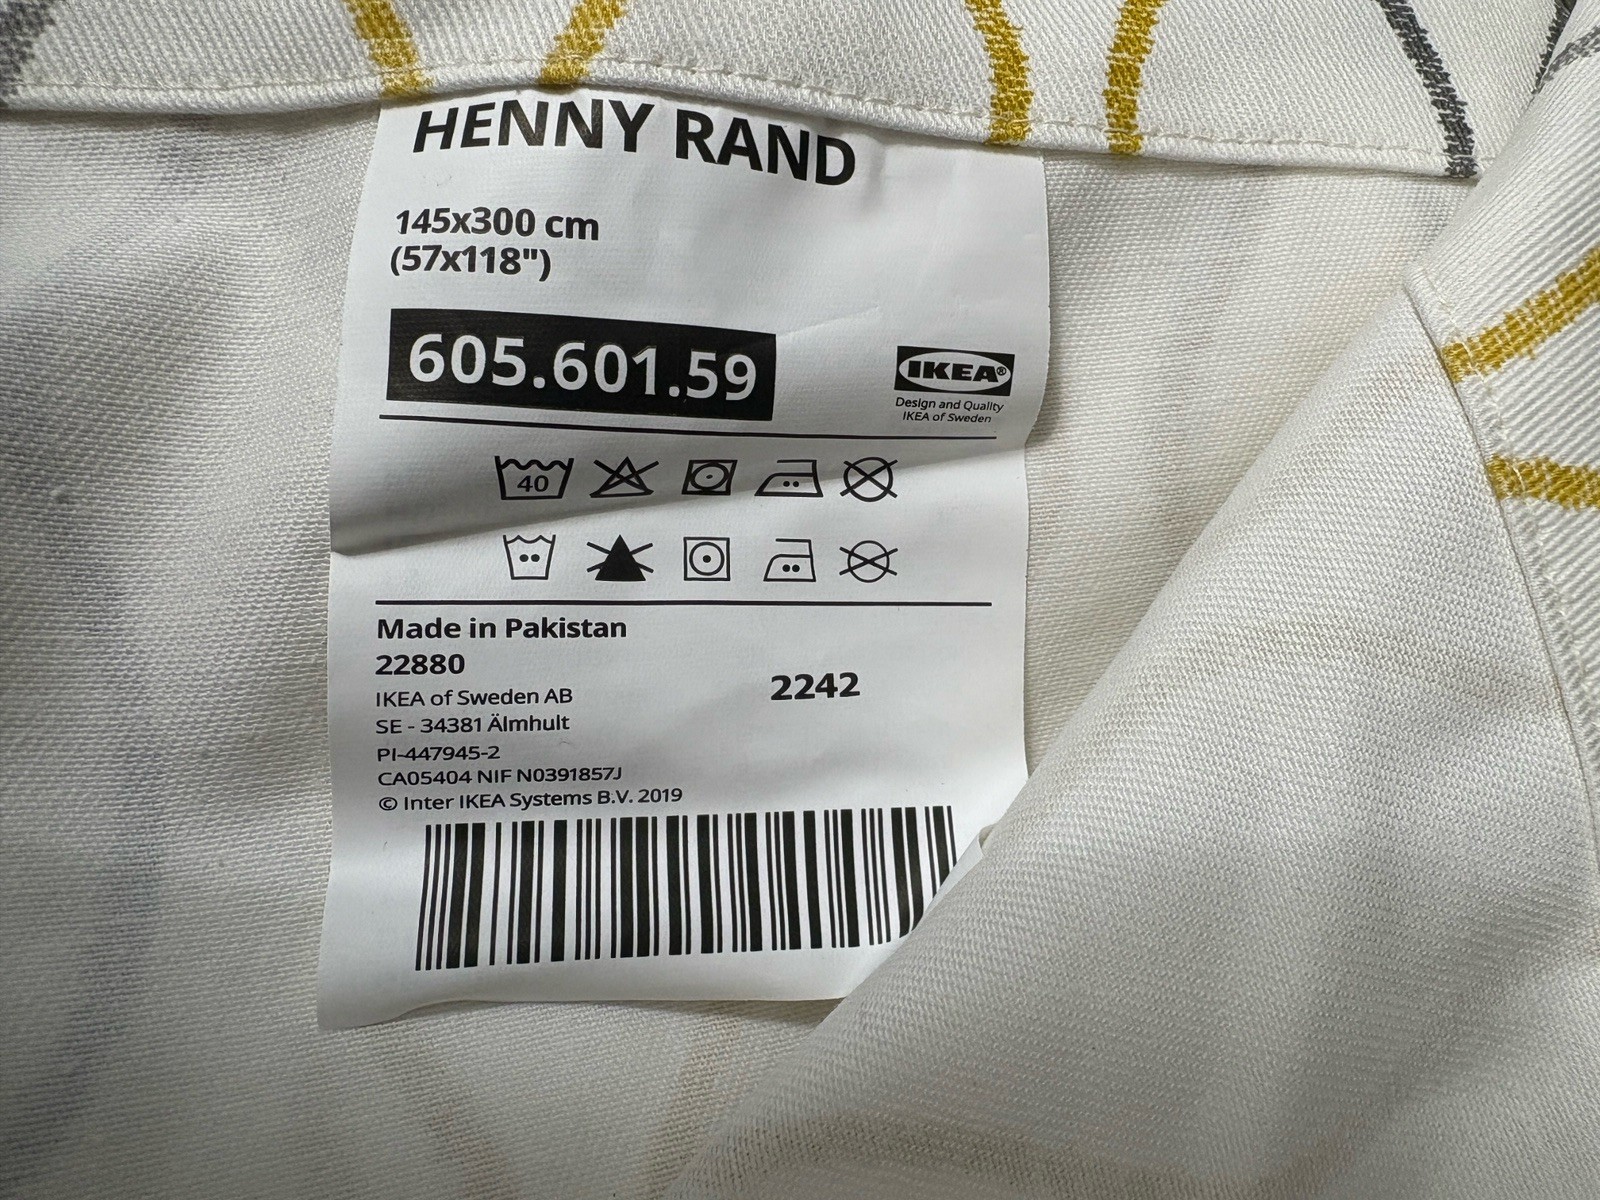 HENNY RAND
145x300 cm
(57x118")
605.601.59
IKEA®
Design and Quality
IKEA of Sweden
40
Made in Pakistan
22880
2242
IKEA of Sweden AB
SE - 34381 Älmhult
PI-447945-2
CA05404 NIF N0391857J
© Inter IKEA Systems B.V. 2019